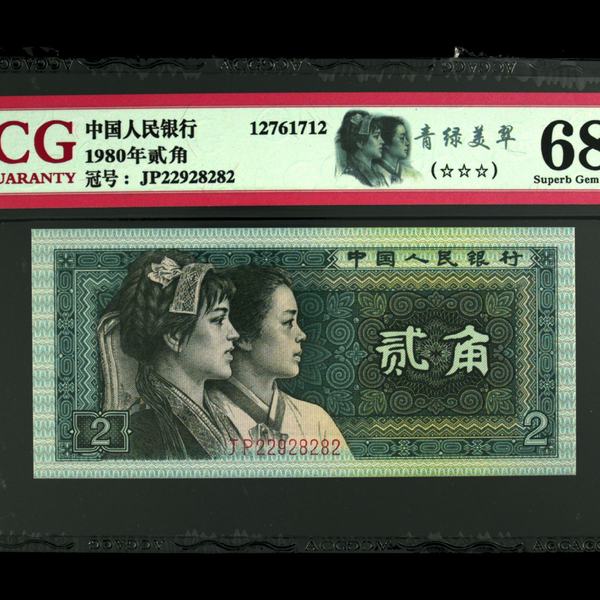 CG
UARANTY
中国人民银行
12761712
1980年贰角
冠号： JP22928282
青绿美翠
(☆☆☆)
68
Superb Gem
中国人民银行
贰角
2
JP22928282
2